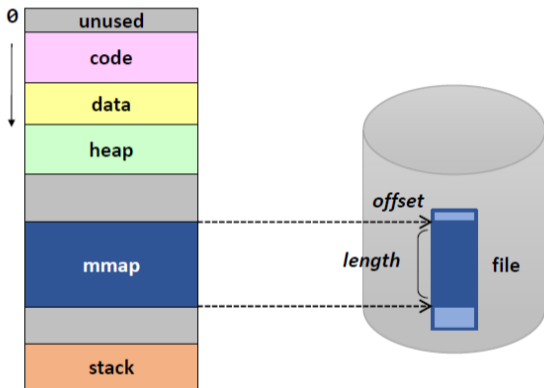 0
unused
code
data
heap
mmap
stack
offset
length
file